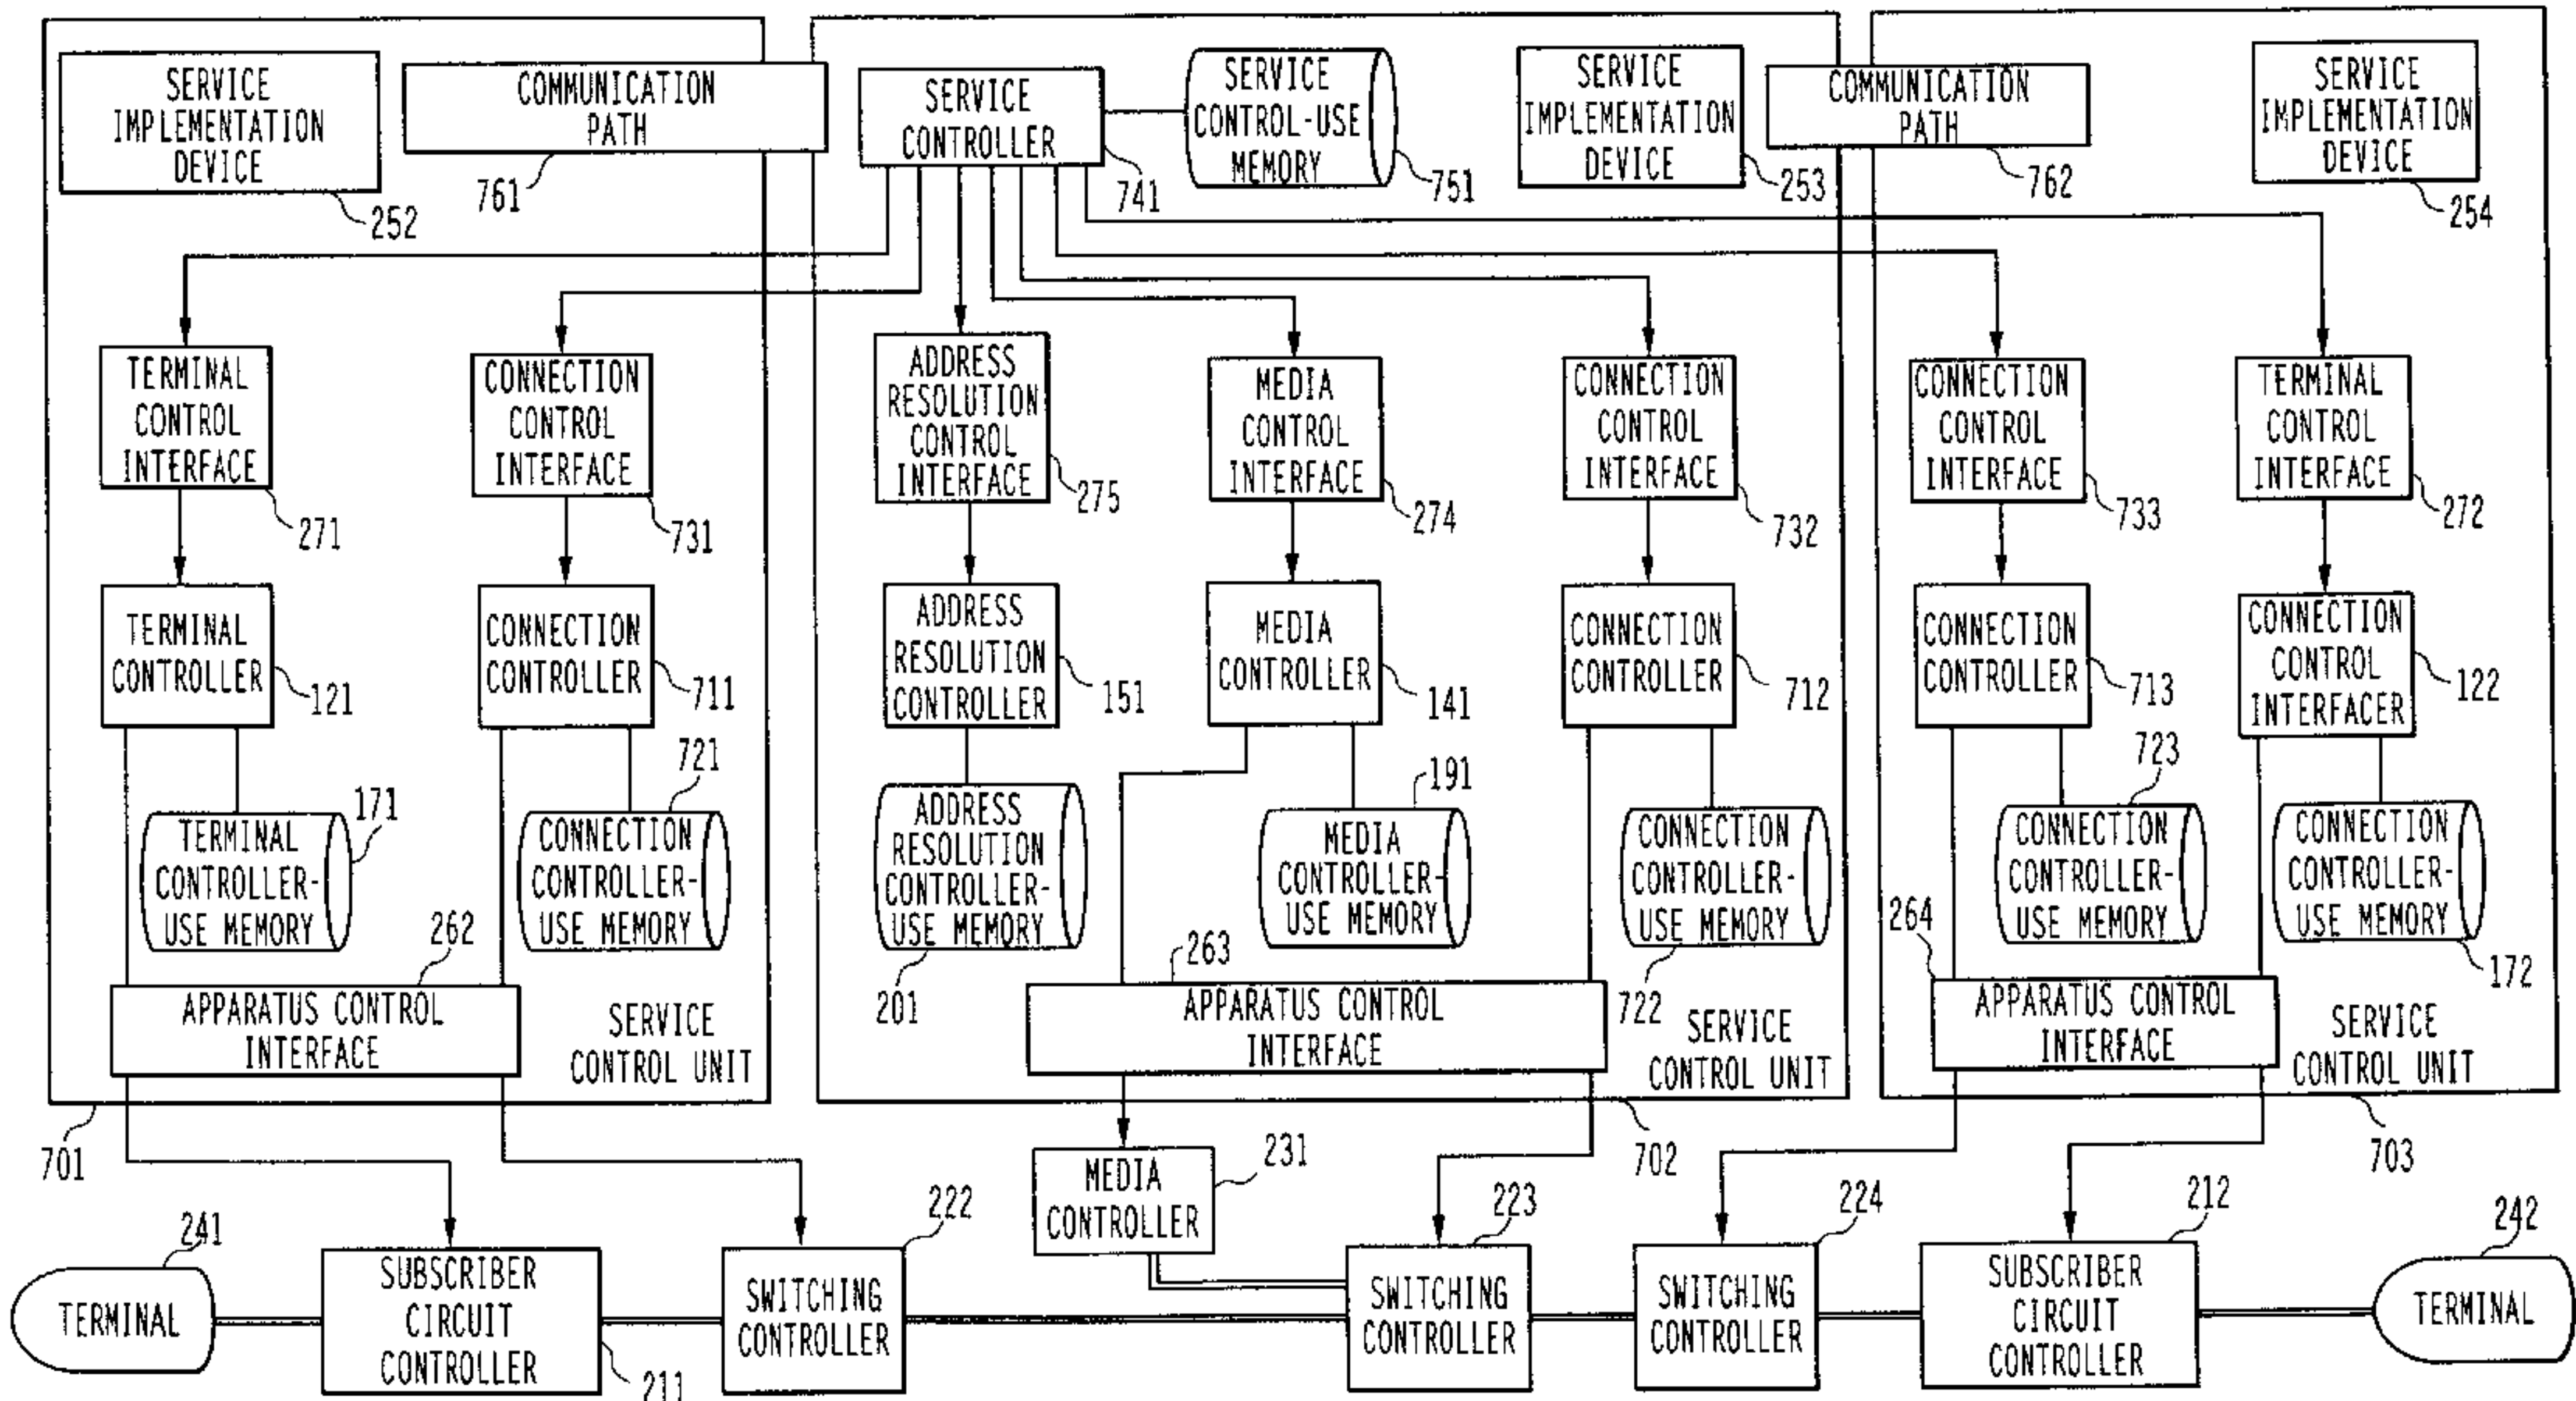 SERVICE
IMPLEMENTATION
DEVICE
252
COMMUNICATION
PATH
761
SERVICE
CONTROLLER
741
SERVICE
CONTROL-USE
MEMORY
751
SERVICE
IMPLEMENTATION
DEVICE
253
COMMUNICATION
PATH
762
SERVICE
IMPLEMENTATION
DEVICE
254
TERMINAL
CONTROL
INTERFACE
271
CONNECTION
CONTROL
INTERFACE
731
ADDRESS
RESOLUTION
CONTROL
INTERFACE
275
MEDIA
CONTROL
INTERFACE
274
CONNECTION
CONTROL
INTERFACE
732
CONNECTION
CONTROL
INTERFACE
733
TERMINAL
CONTROL
INTERFACE
272
TERMINAL
CONTROLLER
121
CONNECTION
CONTROLLER
711
ADDRESS
RESOLUTION
CONTROLLER
151
MEDIA
CONTROLLER
141
CONNECTION
CONTROLLER
712
CONNECTION
CONTROLLER
713
CONNECTION
CONTROL
INTERFACER
122
TERMINAL
CONTROLLER-
USE MEMORY
171
CONNECTION
CONTROLLER-
USE MEMORY
721
ADDRESS
RESOLUTION
CONTROLLER-
USE MEMORY
201
MEDIA
CONTROLLER-
USE MEMORY
191
CONNECTION
CONTROLLER-
USE MEMORY
722
CONNECTION
CONTROLLER-
USE MEMORY
723
CONNECTION
CONTROLLER-
USE MEMORY
172
APPARATUS CONTROL
INTERFACE
262
SERVICE
CONTROL UNIT
701
APPARATUS CONTROL
INTERFACE
263
SERVICE
CONTROL UNIT
702
APPARATUS CONTROL
INTERFACE
264
SERVICE
CONTROL UNIT
703
MEDIA
CONTROLLER
231
TERMINAL
241
SUBSCRIBER
CIRCUIT
CONTROLLER
211
SWITCHING
CONTROLLER
222
SWITCHING
CONTROLLER
223
SWITCHING
CONTROLLER
224
SUBSCRIBER
CIRCUIT
CONTROLLER
212
TERMINAL
242